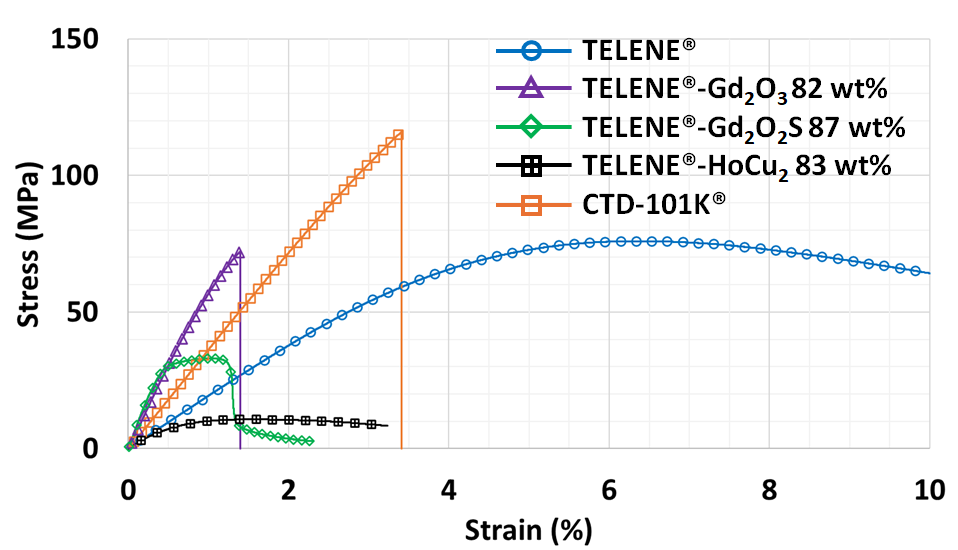 150
100
50
0
Stress (MPa)
TELENE®
TELENE®-Gd₂O₃ 82 wt%
TELENE®-Gd₂O₂S 87 wt%
TELENE®-HoCu₂ 83 wt%
CTD-101K®
0 2 4 6 8 10
Strain (%)